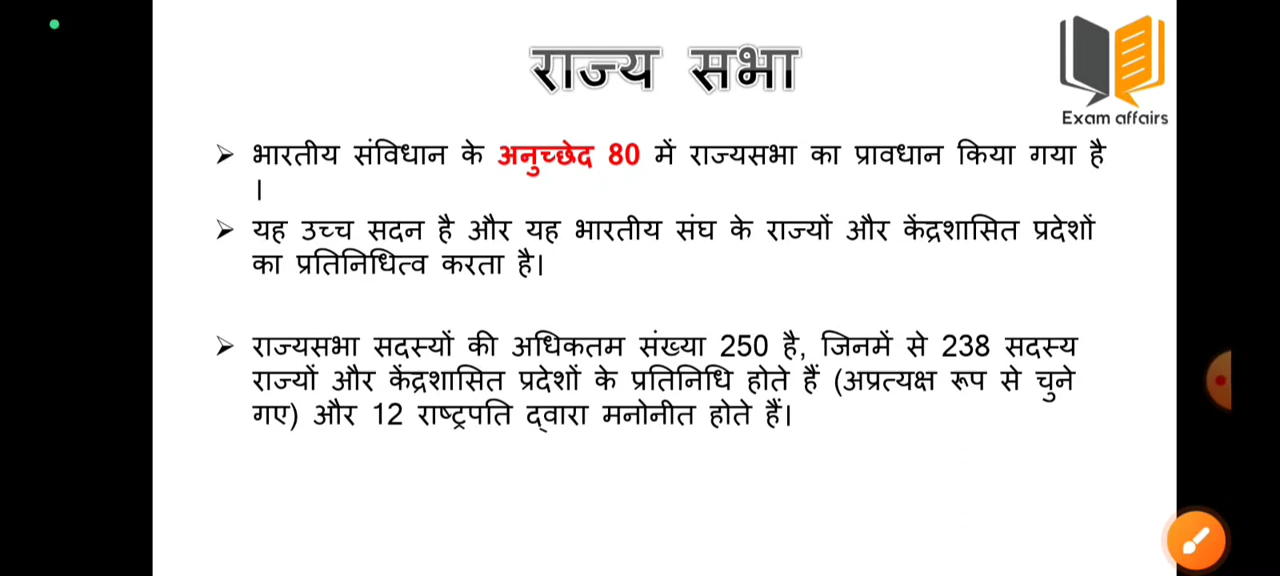 राज्य सभा
Exam affairs
➢ भारतीय संविधान के अनुच्छेद 80 में राज्यसभा का प्रावधान किया गया है
।
➢ यह उच्च सदन है और यह भारतीय संघ के राज्यों और केंद्रशासित प्रदेशों
का प्रतिनिधित्व करता है।
➢ राज्यसभा सदस्यों की अधिकतम संख्या 250 है, जिनमें से 238 सदस्य
राज्यों और केंद्रशासित प्रदेशों के प्रतिनिधि होते हैं (अप्रत्यक्ष रूप से चुने
गए) और 12 राष्ट्रपति द्वारा मनोनीत होते हैं।